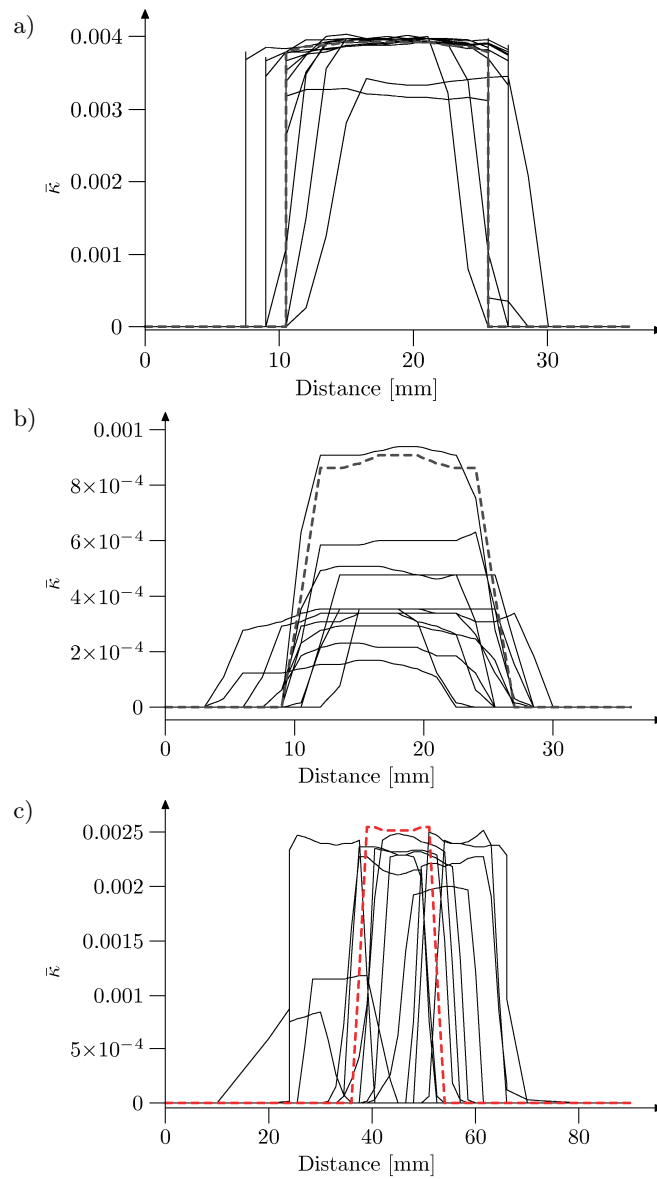 a)
0.004
0.003
0.002
0.001
0
κ̄
0 10 20 30
Distance [mm]
b)
0.001
8×10⁻⁴
6×10⁻⁴
4×10⁻⁴
2×10⁻⁴
0
κ̄
0 10 20 30
Distance [mm]
c)
0.0025
0.002
0.0015
0.001
5×10⁻⁴
0
κ̄
0 20 40 60 80
Distance [mm]